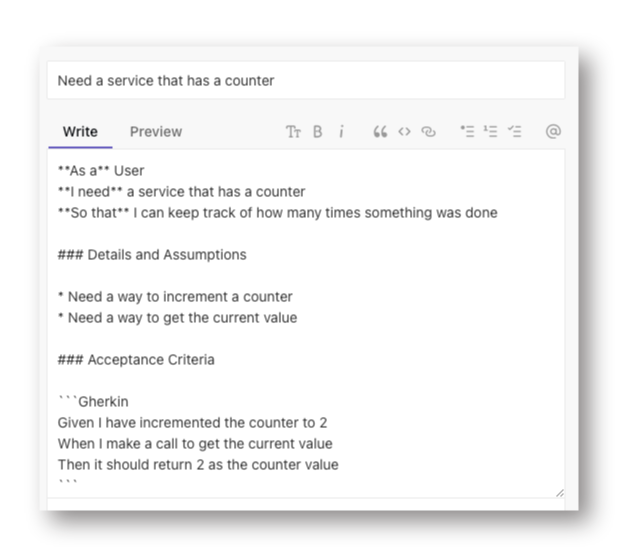 Need a service that has a counter
Write Preview
**As a** User
**I need** a service that has a counter
**So that** I can keep track of how many times something was done
### Details and Assumptions
* Need a way to increment a counter
* Need a way to get the current value
### Acceptance Criteria
```Gherkin
Given I have incremented the counter to 2
When I make a call to get the current value
Then it should return 2 as the counter value
```